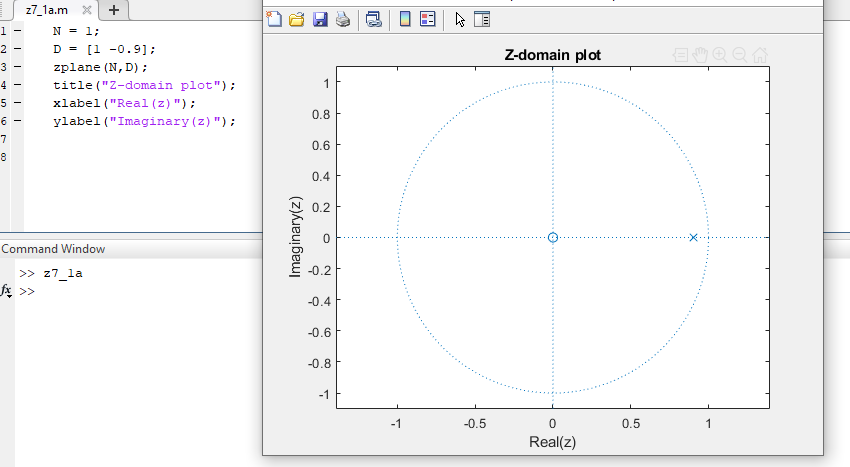 z7_1a.m
1 N = 1;
2 D = [1 -0.9];
3 zplane(N,D);
4 title("Z-domain plot");
5 xlabel("Real(z)");
6 ylabel("Imaginary(z)");
7
8
Command Window
>> z7_1a
fx >>
Z-domain plot
1
0.8
0.6
0.4
0.2
0
-0.2
-0.4
-0.6
-0.8
-1
Imaginary(z)
-1 -0.5 0 0.5 1
Real(z)